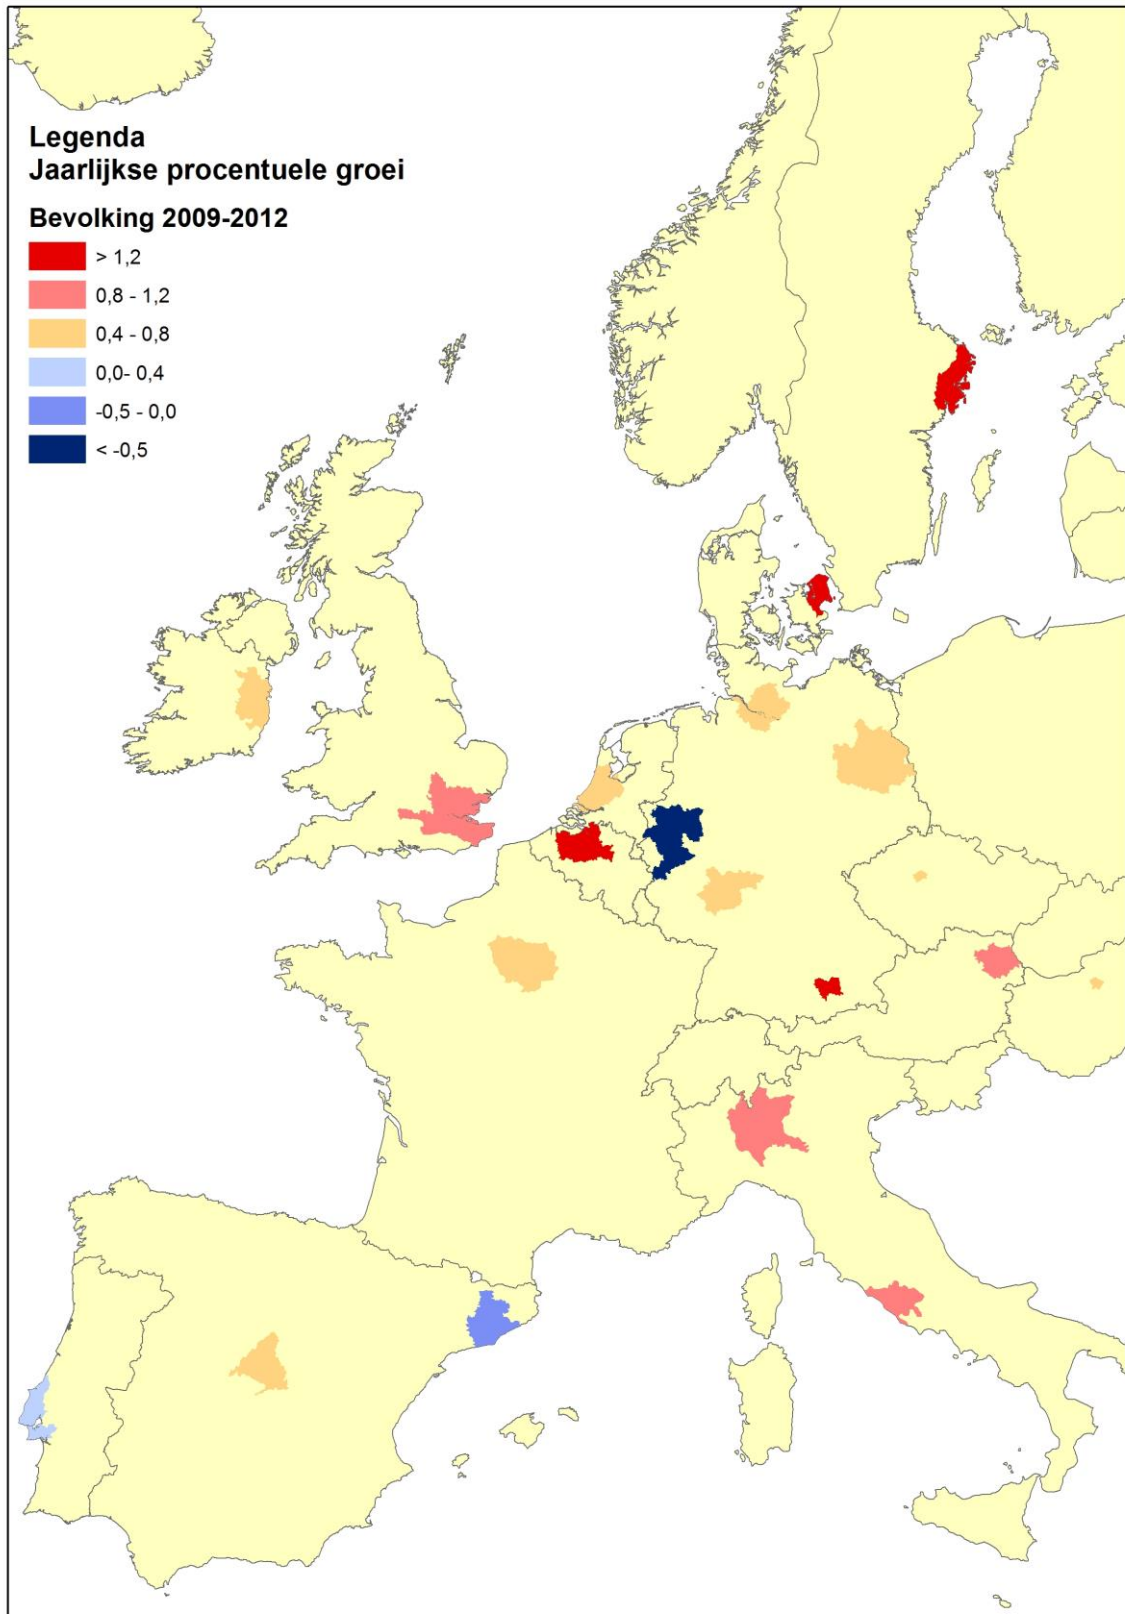 Legenda
Jaarlijkse procentuele groei
Bevolking 2009-2012
> 1,2
0,8 - 1,2
0,4 - 0,8
0,0- 0,4
-0,5 - 0,0
< -0,5